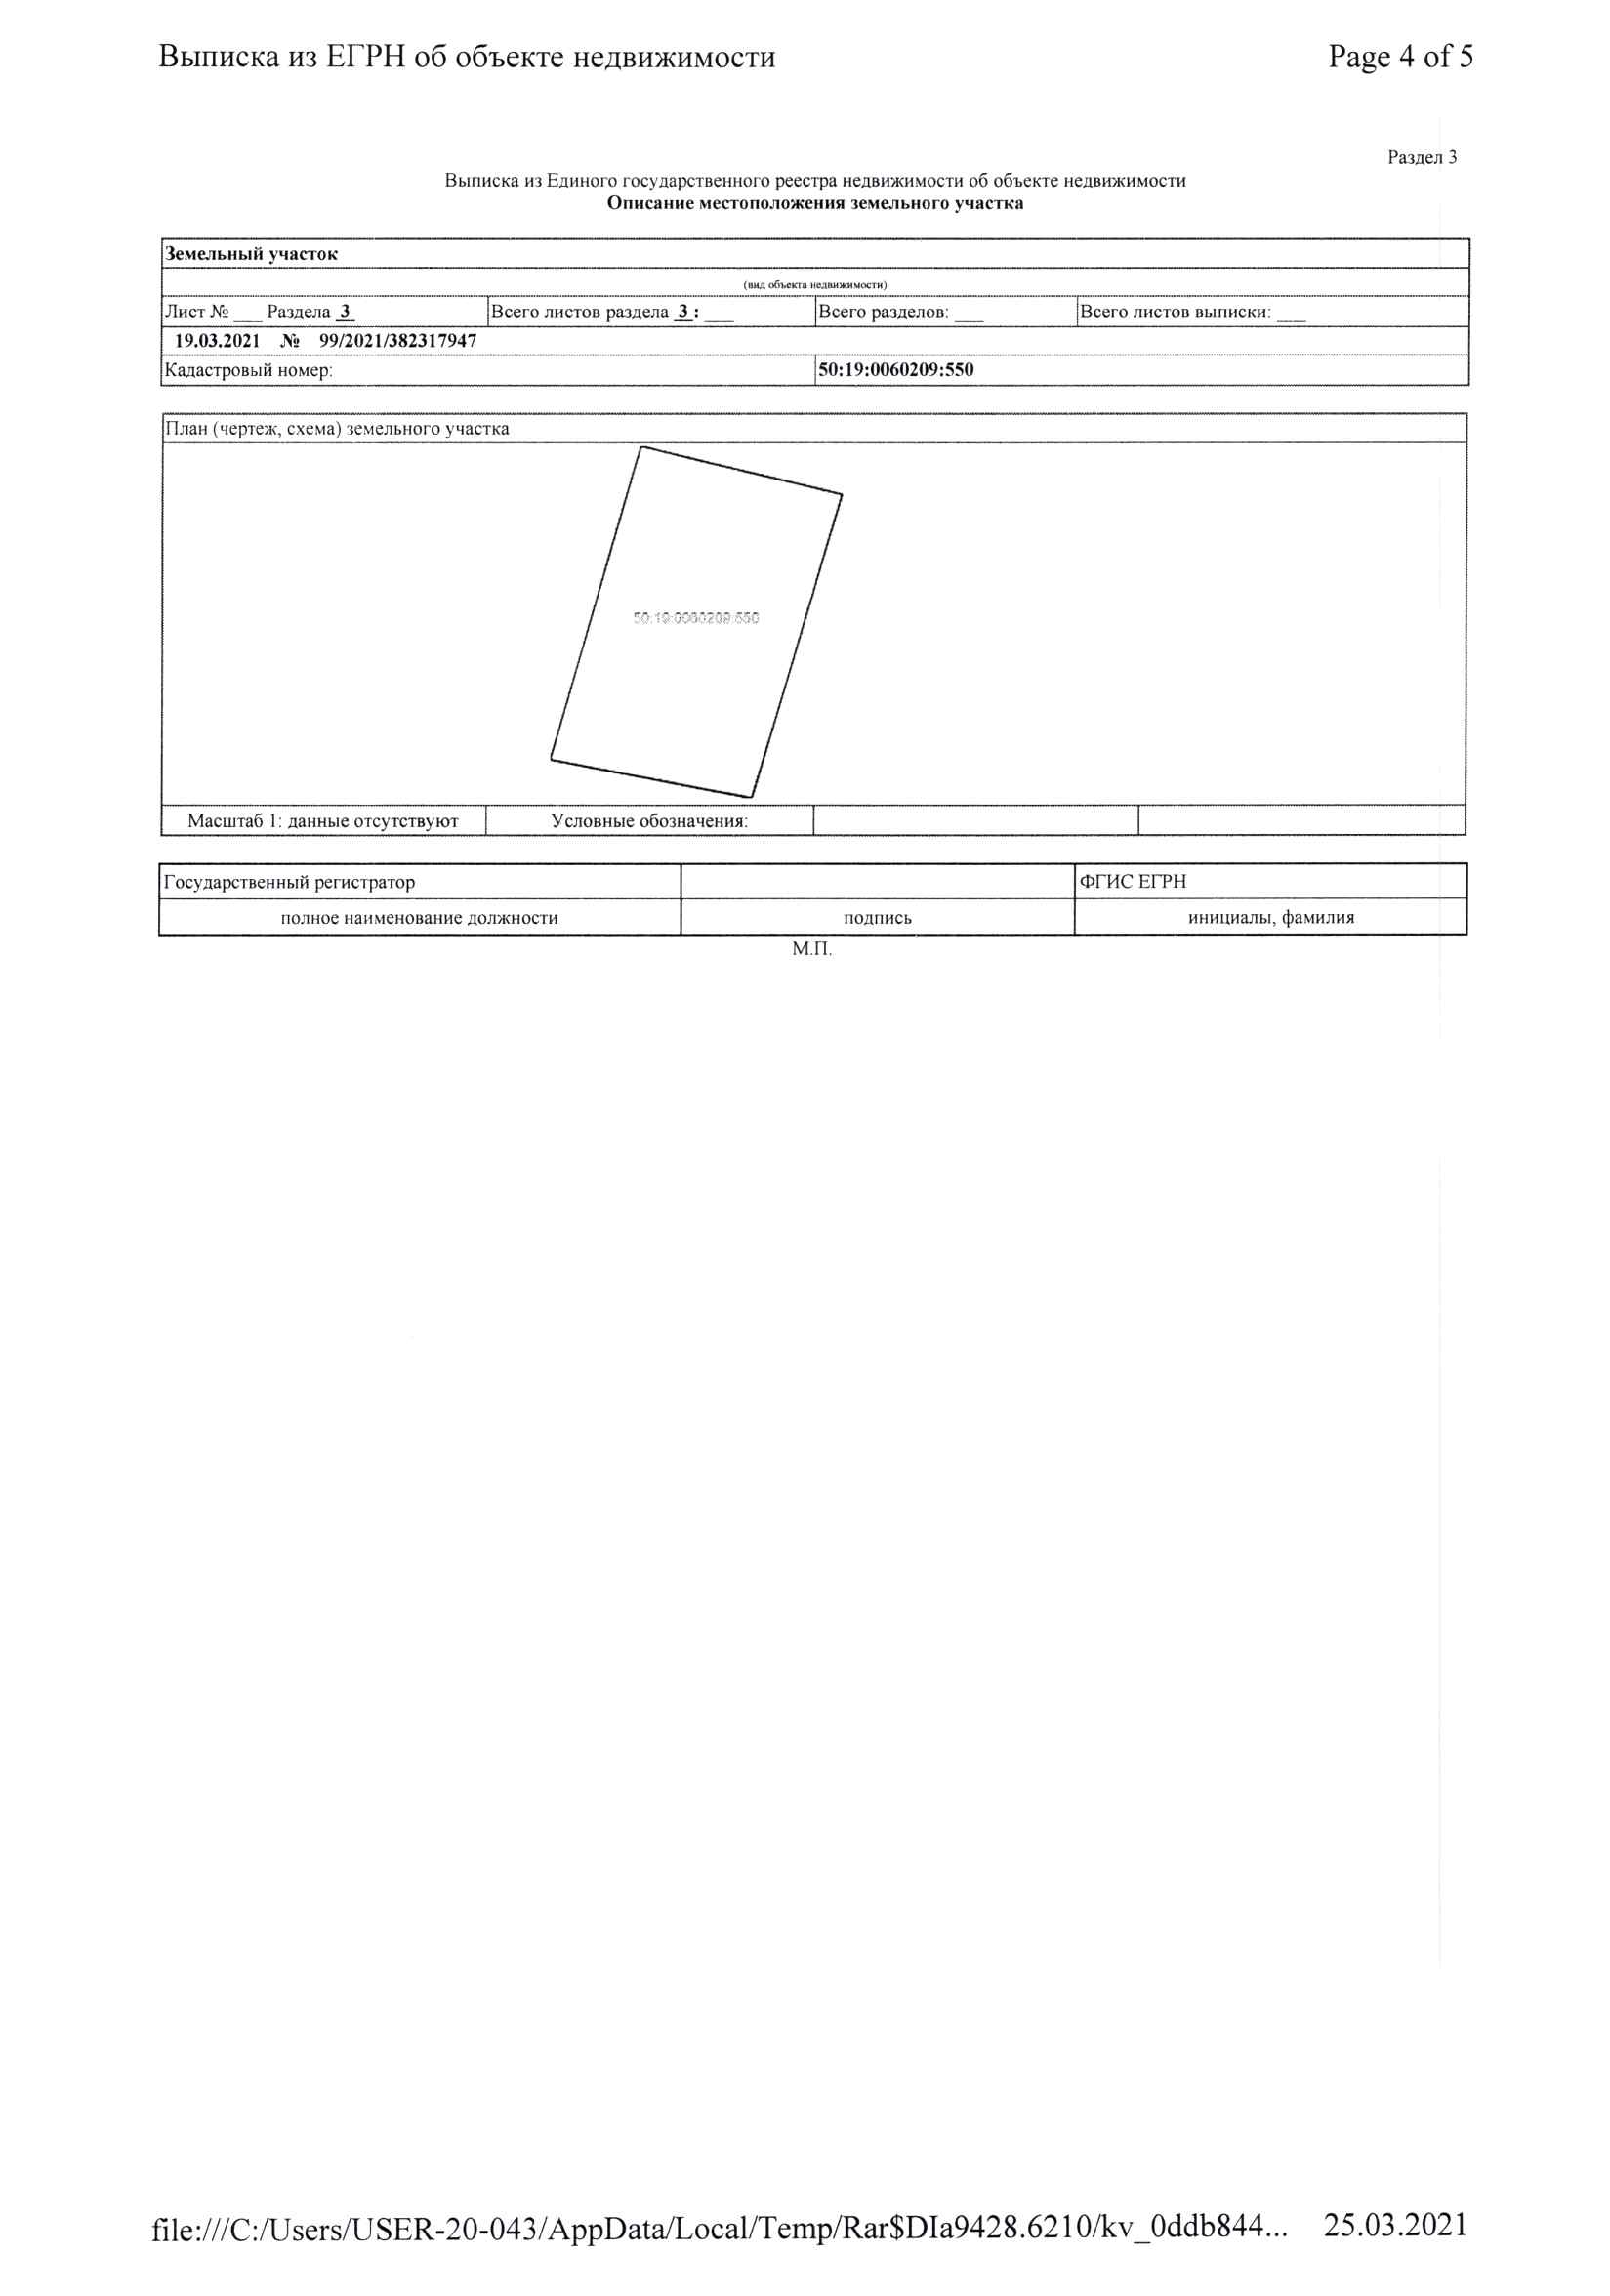 Выписка из ЕГРН об объекте недвижимости Page 4 of 5
Раздел 3
Выписка из Единого государственного реестра недвижимости об объекте недвижимости
Описание местоположения земельного участка
Земельный участок
(вид объекта недвижимости)
Лист № ___ Раздела 3 Всего листов раздела 3 : ___ Всего разделов: ___ Всего листов выписки: ___
19.03.2021 № 99/2021/382317947
Кадастровый номер: 50:19:0060209:550
План (чертеж, схема) земельного участка
50:19:0060209:550
Масштаб 1: данные отсутствуют Условные обозначения:
Государственный регистратор ФГИС ЕГРН
полное наименование должности подпись инициалы, фамилия
М.П.
file:///C:/Users/USER-20-043/AppData/Local/Temp/Rar$DIa9428.6210/kv_0ddb844... 25.03.2021